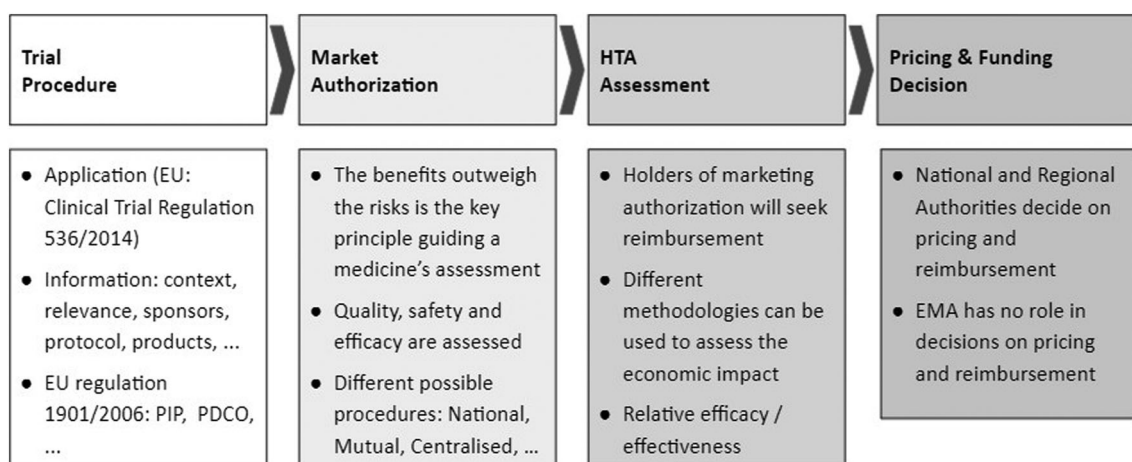 Trial
Procedure
Market
Authorization
HTA
Assessment
Pricing & Funding
Decision
● Application (EU:
Clinical Trial Regulation
536/2014)
● Information: context,
relevance, sponsors,
protocol, products, ...
● EU regulation
1901/2006: PIP, PDCO,
...
● The benefits outweigh
the risks is the key
principle guiding a
medicine's assessment
● Quality, safety and
efficacy are assessed
● Different possible
procedures: National,
Mutual, Centralised, ...
● Holders of marketing
authorization will seek
reimbursement
● Different
methodologies can be
used to assess the
economic impact
● Relative efficacy /
effectiveness
● National and Regional
Authorities decide on
pricing and
reimbursement
● EMA has no role in
decisions on pricing
and reimbursement